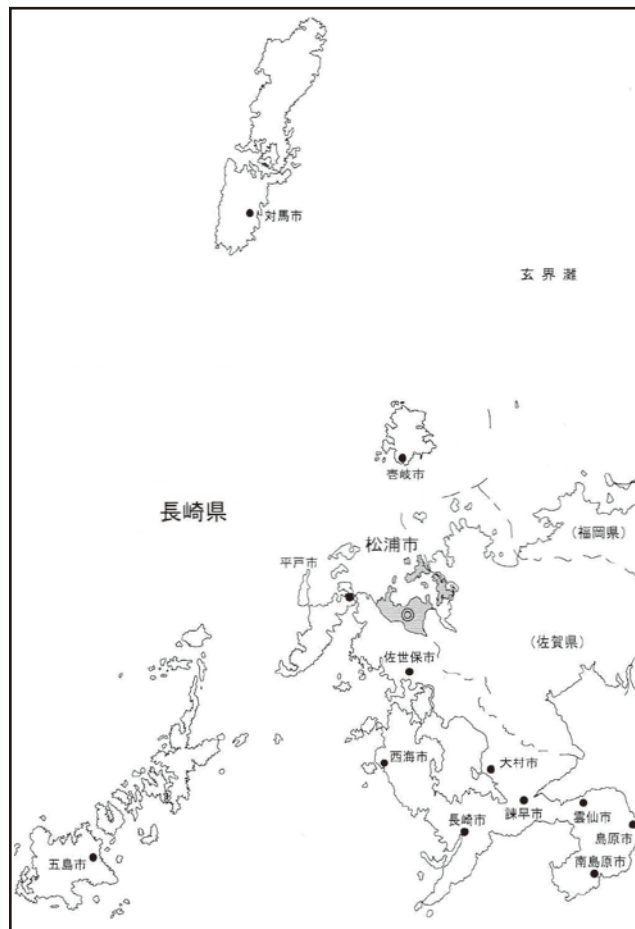 対馬市
玄界灘
壱岐市
長崎県
松浦市
(福岡県)
平戸市
(佐賀県)
佐世保市
西海市
大村市
諫早市
雲仙市
長崎市
島原市
五島市
南島原市